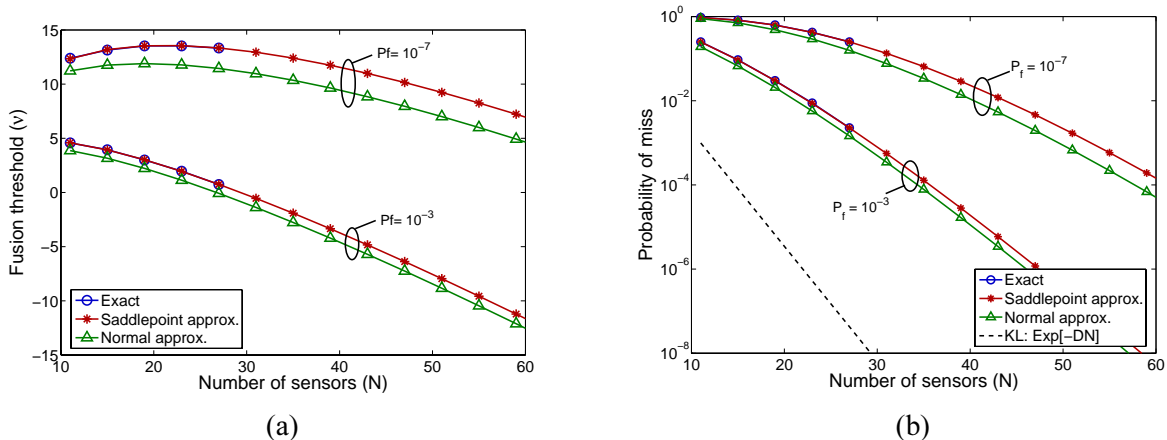 15
10
5
0
−5
−10
−15
10
20
30
40
50
60
Fusion threshold (ν)
Number of sensors (N)
Pf= 10⁻⁷
Pf= 10⁻³
Exact
Saddlepoint approx.
Normal approx.
(a)
10⁰
10⁻²
10⁻⁴
10⁻⁶
10⁻⁸
10
20
30
40
50
60
Probability of miss
Number of sensors (N)
P_f = 10⁻⁷
P_f = 10⁻³
Exact
Saddlepoint approx.
Normal approx.
KL: Exp[-DN]
(b)